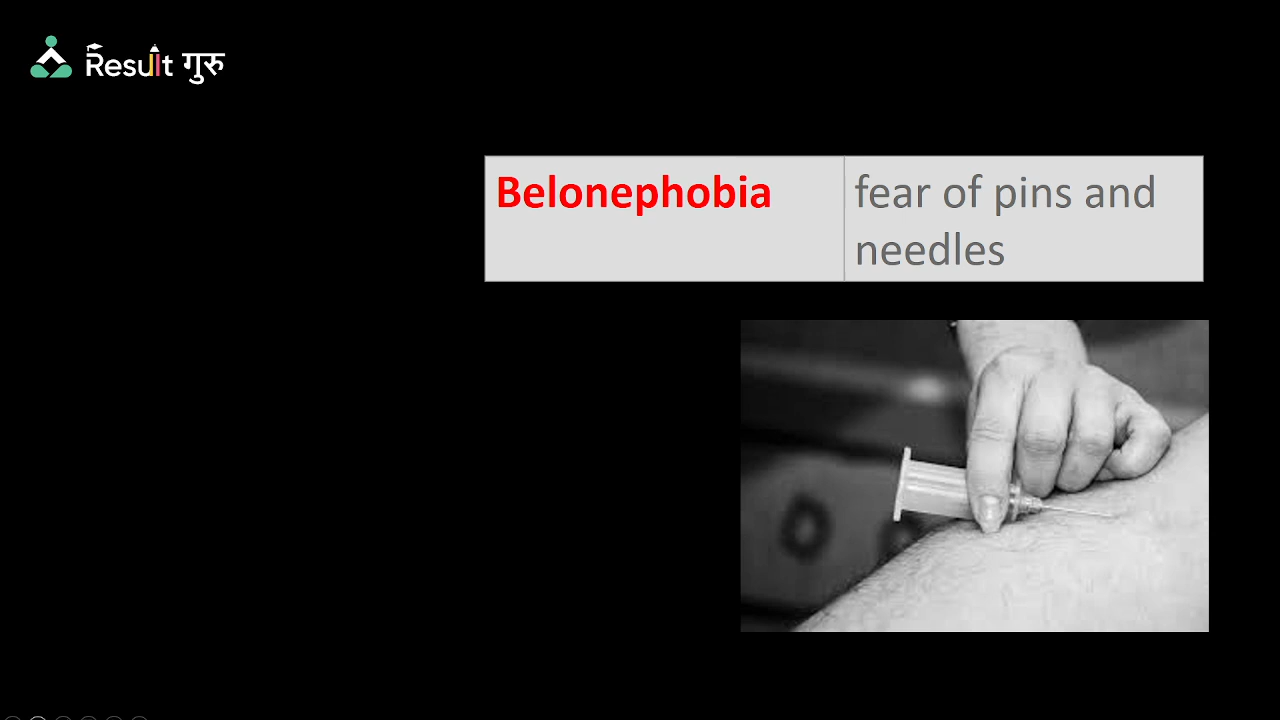 Result गुरु
Belonephobia
fear of pins and
needles